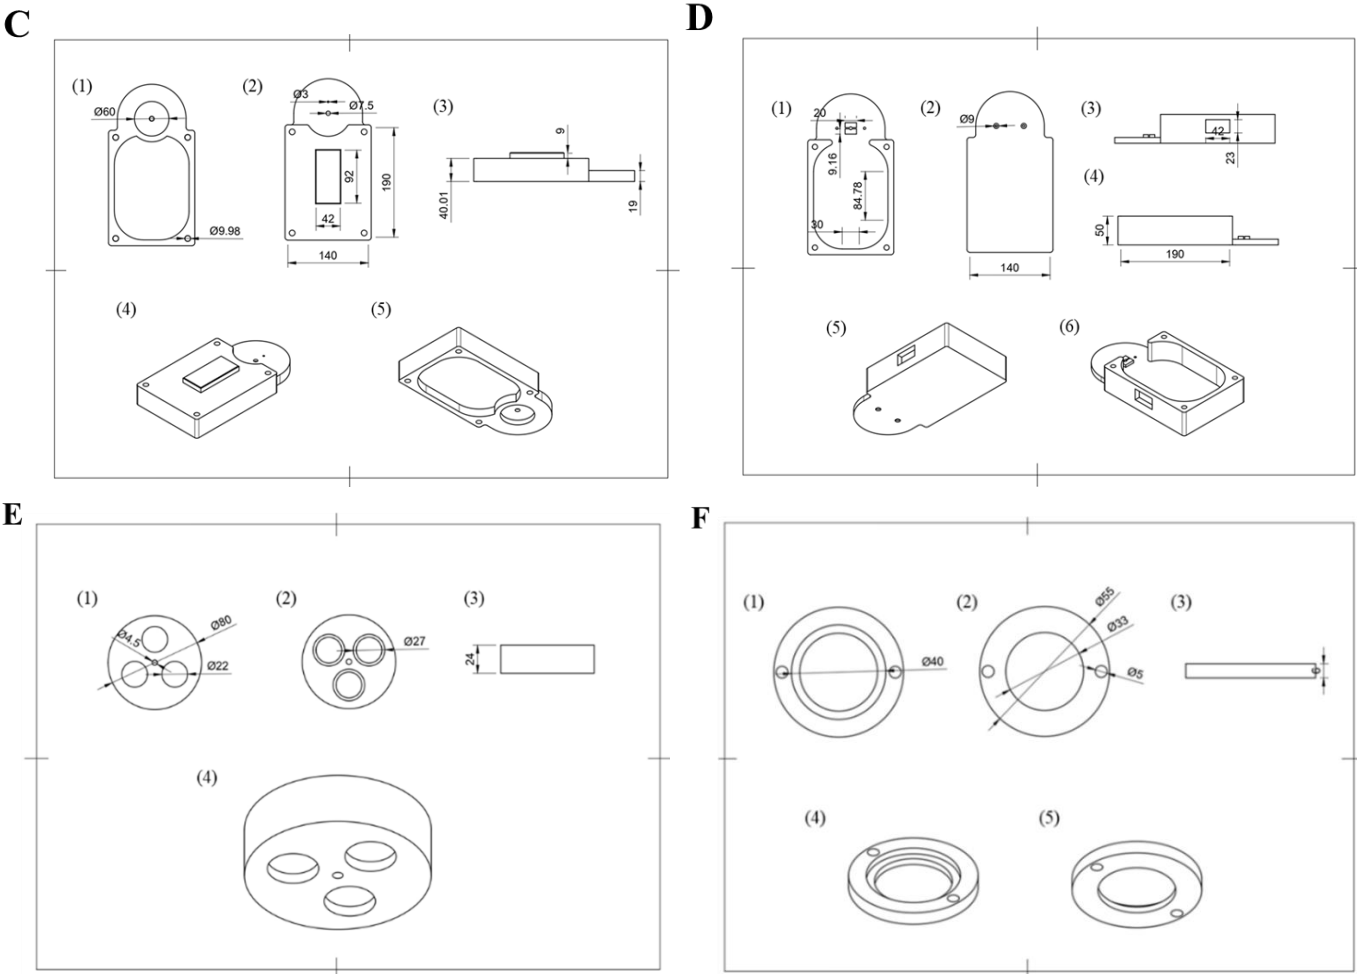 C
(1)
Ø60
Ø9.98
(2)
Ø3
Ø7.5
92
42
190
140
(3)
9
40.01
19
(4)
(5)
D
(1)
20
9.16
84.78
30
(2)
Ø9
140
(3)
42
23
(4)
50
190
(5)
(6)
E
(1)
Ø4.5
Ø80
Ø22
(2)
Ø27
(3)
24
(4)
F
(1)
Ø40
(2)
Ø55
Ø33
Ø5
(3)
6
(4)
(5)